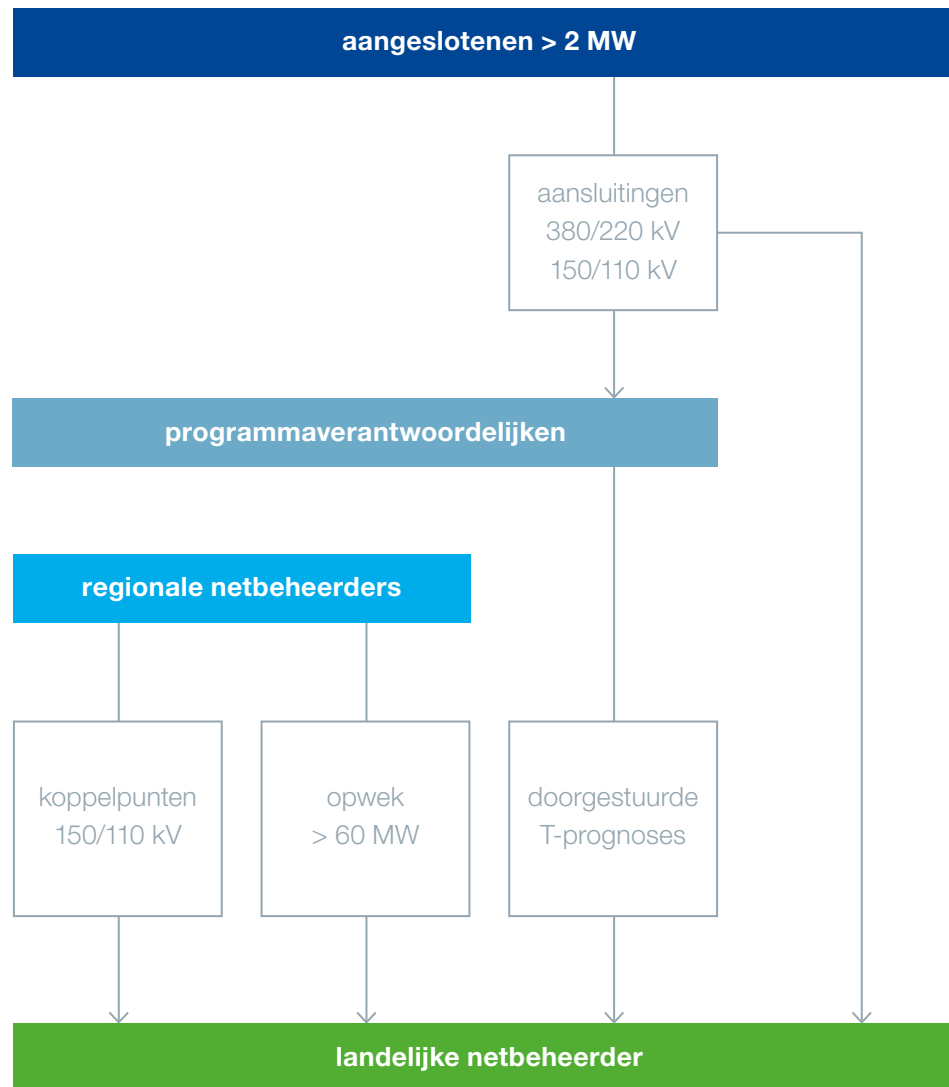 aangeslotenen > 2 MW
aansluitingen
380/220 kV
150/110 kV
programmaverantwoordelijken
regionale netbeheerders
koppelpunten
150/110 kV
opwek
> 60 MW
doorgestuurde
T-prognoses
landelijke netbeheerder